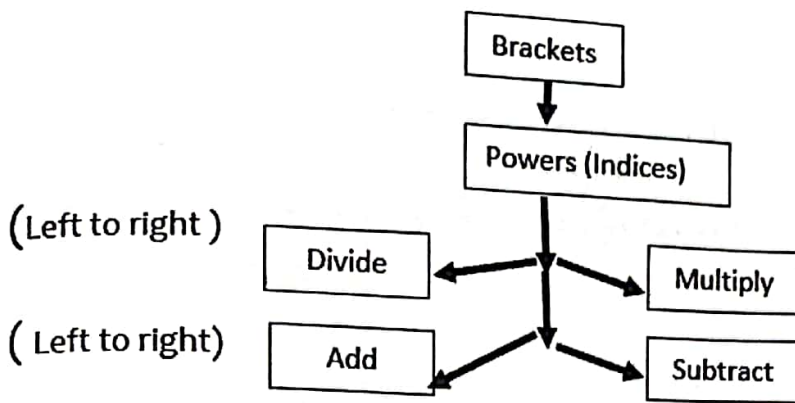 Brackets
Powers (Indices)
(Left to right )
Divide
Multiply
( Left to right)
Add
Subtract